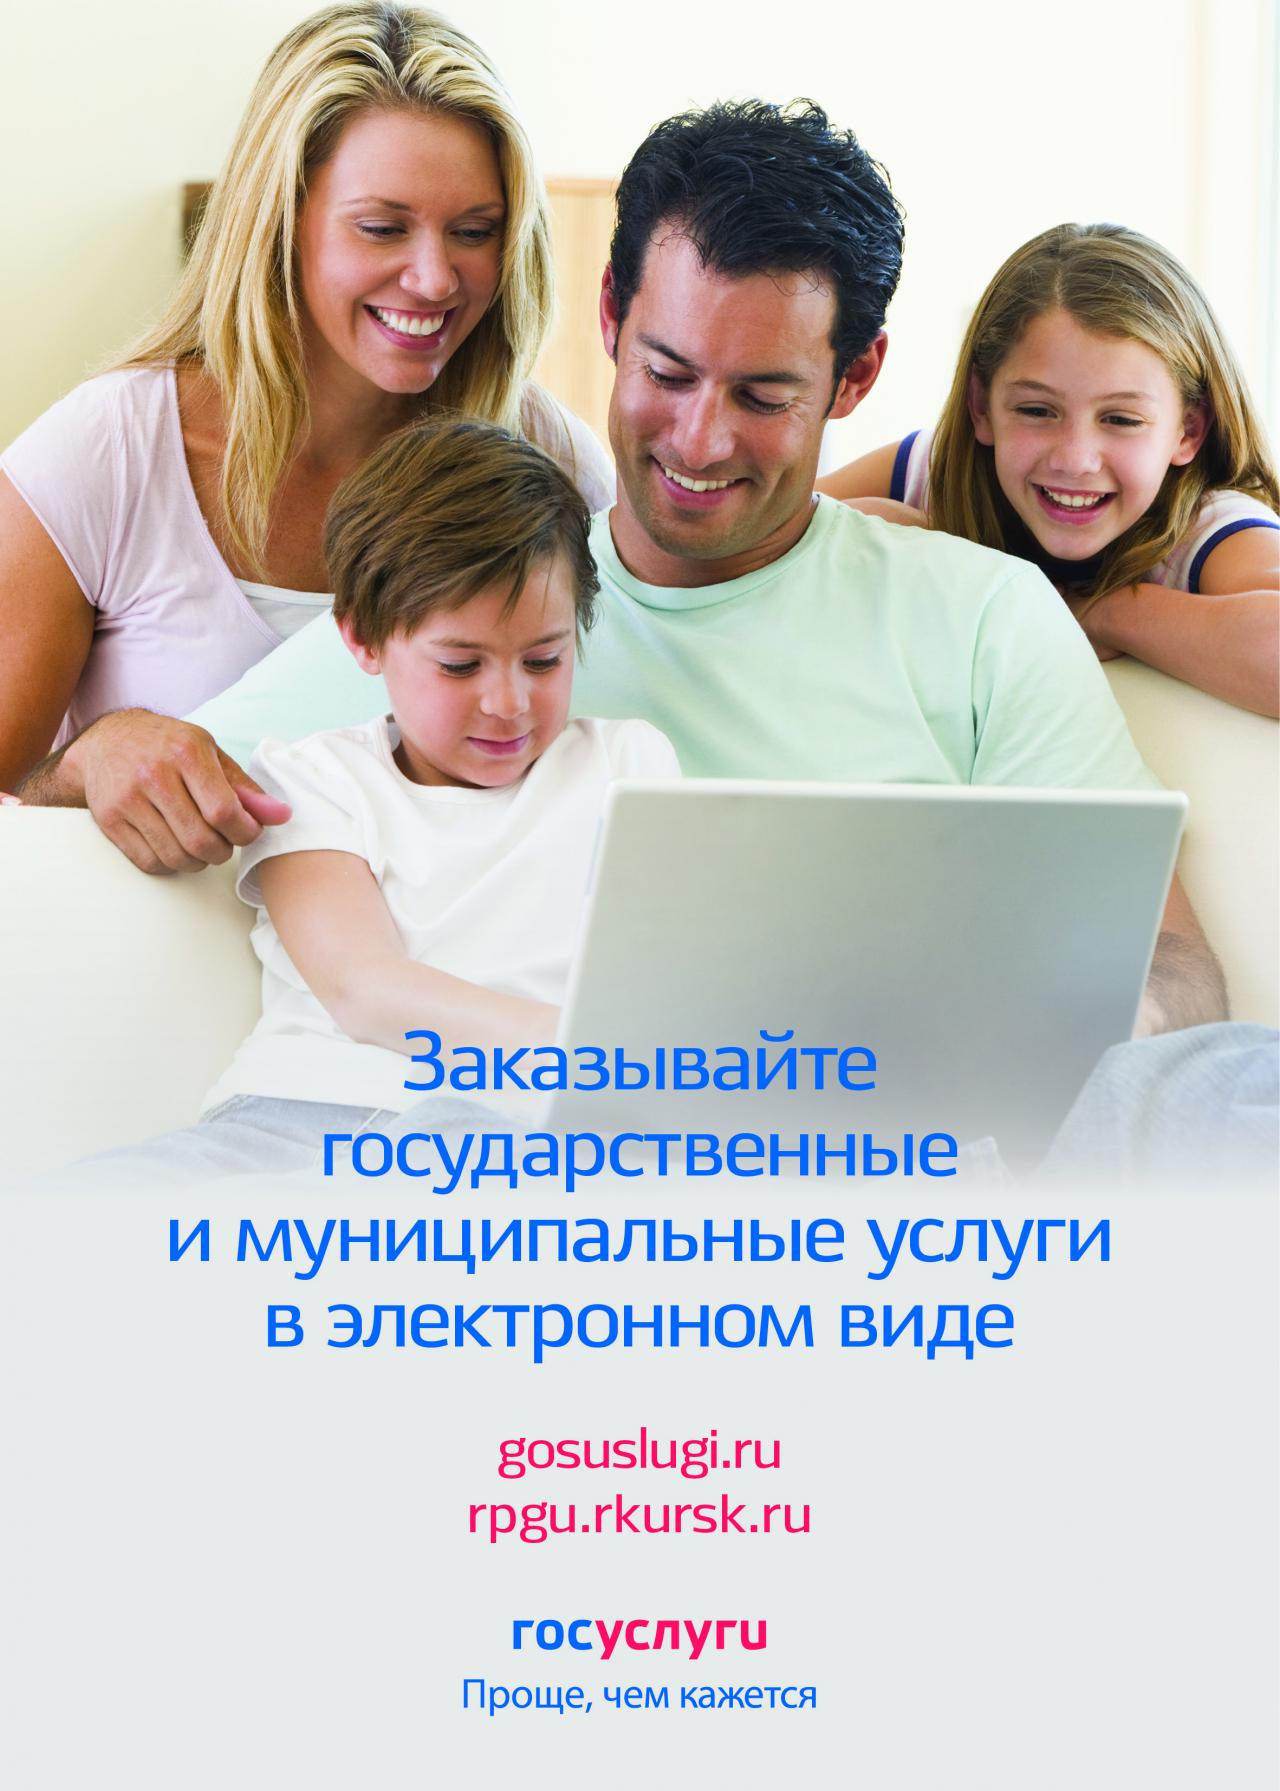 Заказывайте
государственные
и муниципальные услуги
в электронном виде
gosuslugi.ru
rpgu.rkursk.ru
госуслуги
Проще, чем кажется